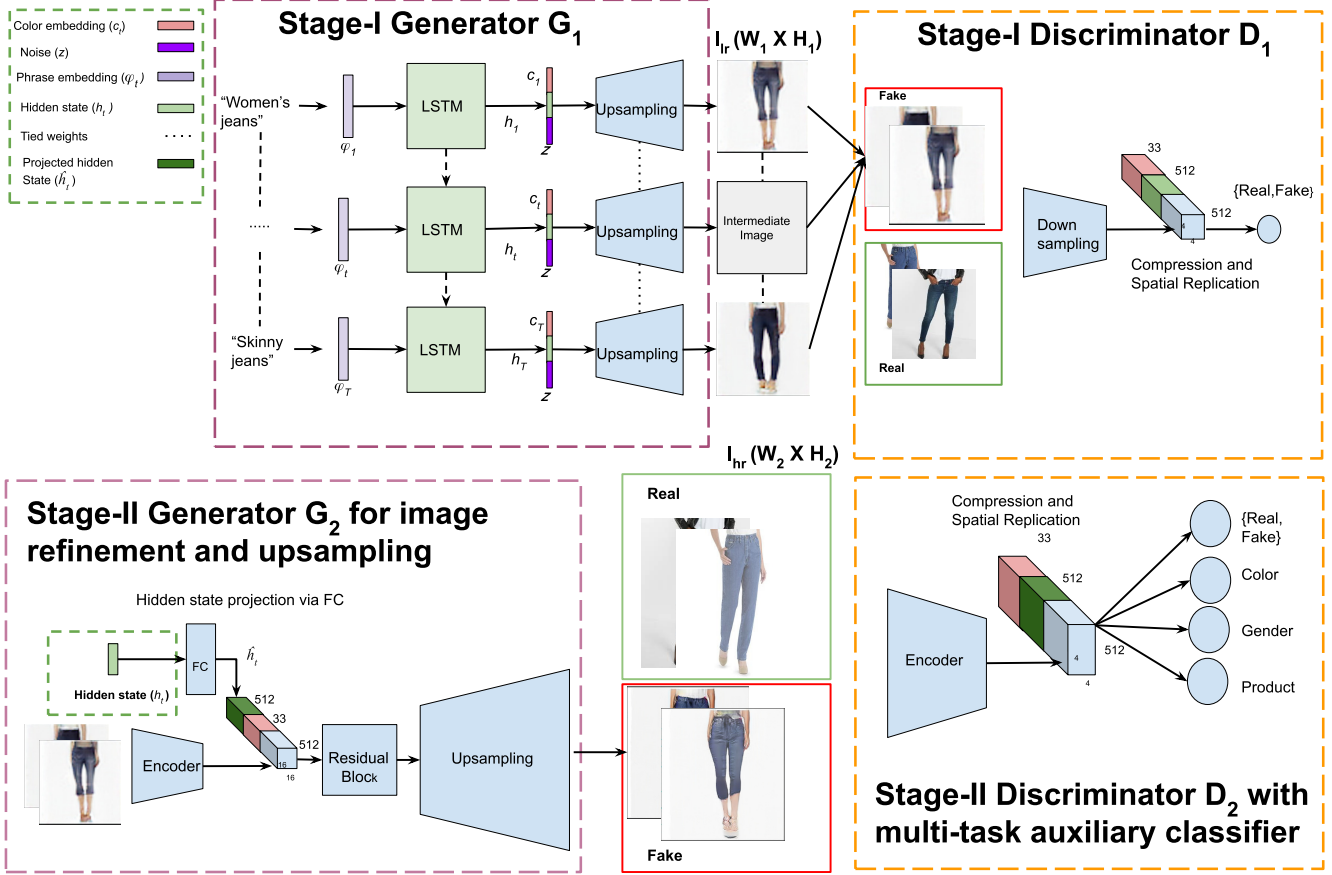 Color embedding (cₜ)
Noise (z)
Phrase embedding (φₜ)
Hidden state (hₜ )
Tied weights
Projected hidden
State (ĥₜ)
Stage-I Generator G₁
"Women's
jeans"
.....
"Skinny
jeans"
φ₁
φₜ
φ_T
LSTM
LSTM
LSTM
h₁
hₜ
h_T
c₁
z
cₜ
z
c_T
z
Upsampling
Upsampling
Upsampling
I_lr (W₁ X H₁)
Intermediate
Image
Stage-I Discriminator D₁
Fake
Real
Down
sampling
33
512
512
4
4
{Real,Fake}
Compression and
Spatial Replication
Stage-II Generator G₂ for image
refinement and upsampling
Hidden state projection via FC
Hidden state (hₜ)
FC
ĥₜ
512
33
512
16
16
Encoder
Residual
Block
Upsampling
I_hr (W₂ X H₂)
Real
Fake
Compression and
Spatial Replication
33
512
512
4
4
Encoder
{Real,
Fake}
Color
Gender
Product
Stage-II Discriminator D₂ with
multi-task auxiliary classifier